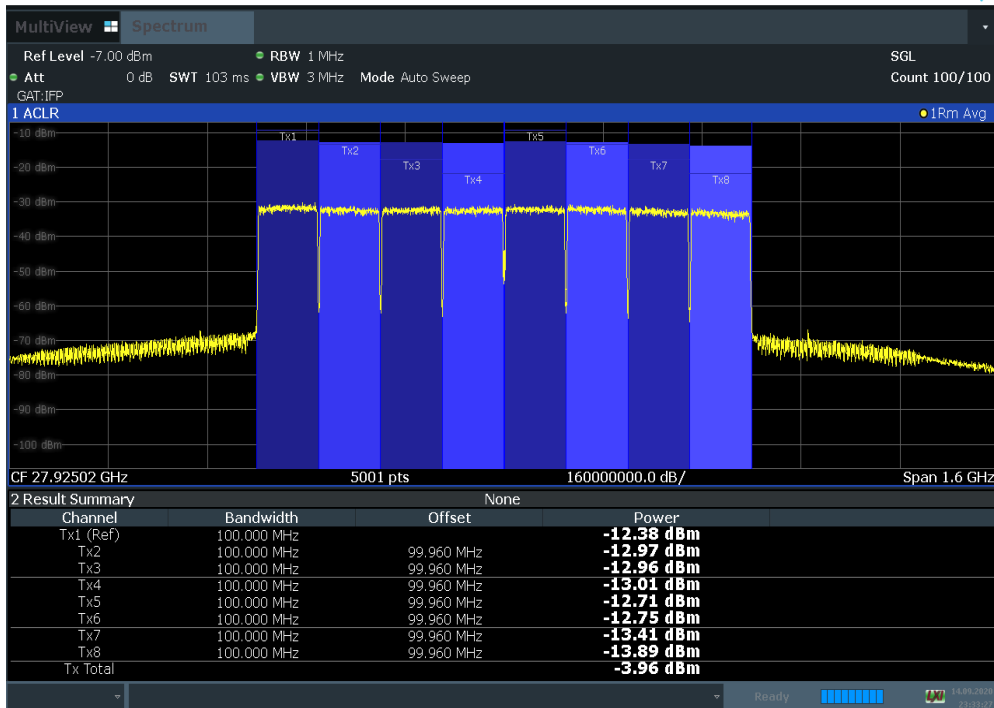 MultiView Spectrum
Ref Level -7.00 dBm RBW 1 MHz SGL
Att 0 dB SWT 103 ms VBW 3 MHz Mode Auto Sweep Count 100/100
GAT:IFP
1 ACLR 1Rm Avg
-10 dBm
Tx1 Tx5
Tx2 Tx6
-20 dBm Tx3 Tx7
Tx4 Tx8
-30 dBm
-40 dBm
-50 dBm
-60 dBm
-70 dBm
-80 dBm
-90 dBm
-100 dBm
CF 27.92502 GHz 5001 pts 160000000.0 dB/ Span 1.6 GHz
2 Result Summary None
Channel Bandwidth Offset Power
Tx1 (Ref) 100.000 MHz -12.38 dBm
Tx2 100.000 MHz 99.960 MHz -12.97 dBm
Tx3 100.000 MHz 99.960 MHz -12.96 dBm
Tx4 100.000 MHz 99.960 MHz -13.01 dBm
Tx5 100.000 MHz 99.960 MHz -12.71 dBm
Tx6 100.000 MHz 99.960 MHz -12.75 dBm
Tx7 100.000 MHz 99.960 MHz -13.41 dBm
Tx8 100.000 MHz 99.960 MHz -13.89 dBm
Tx Total -3.96 dBm
Ready LXI 14.09.2020
23:33:27